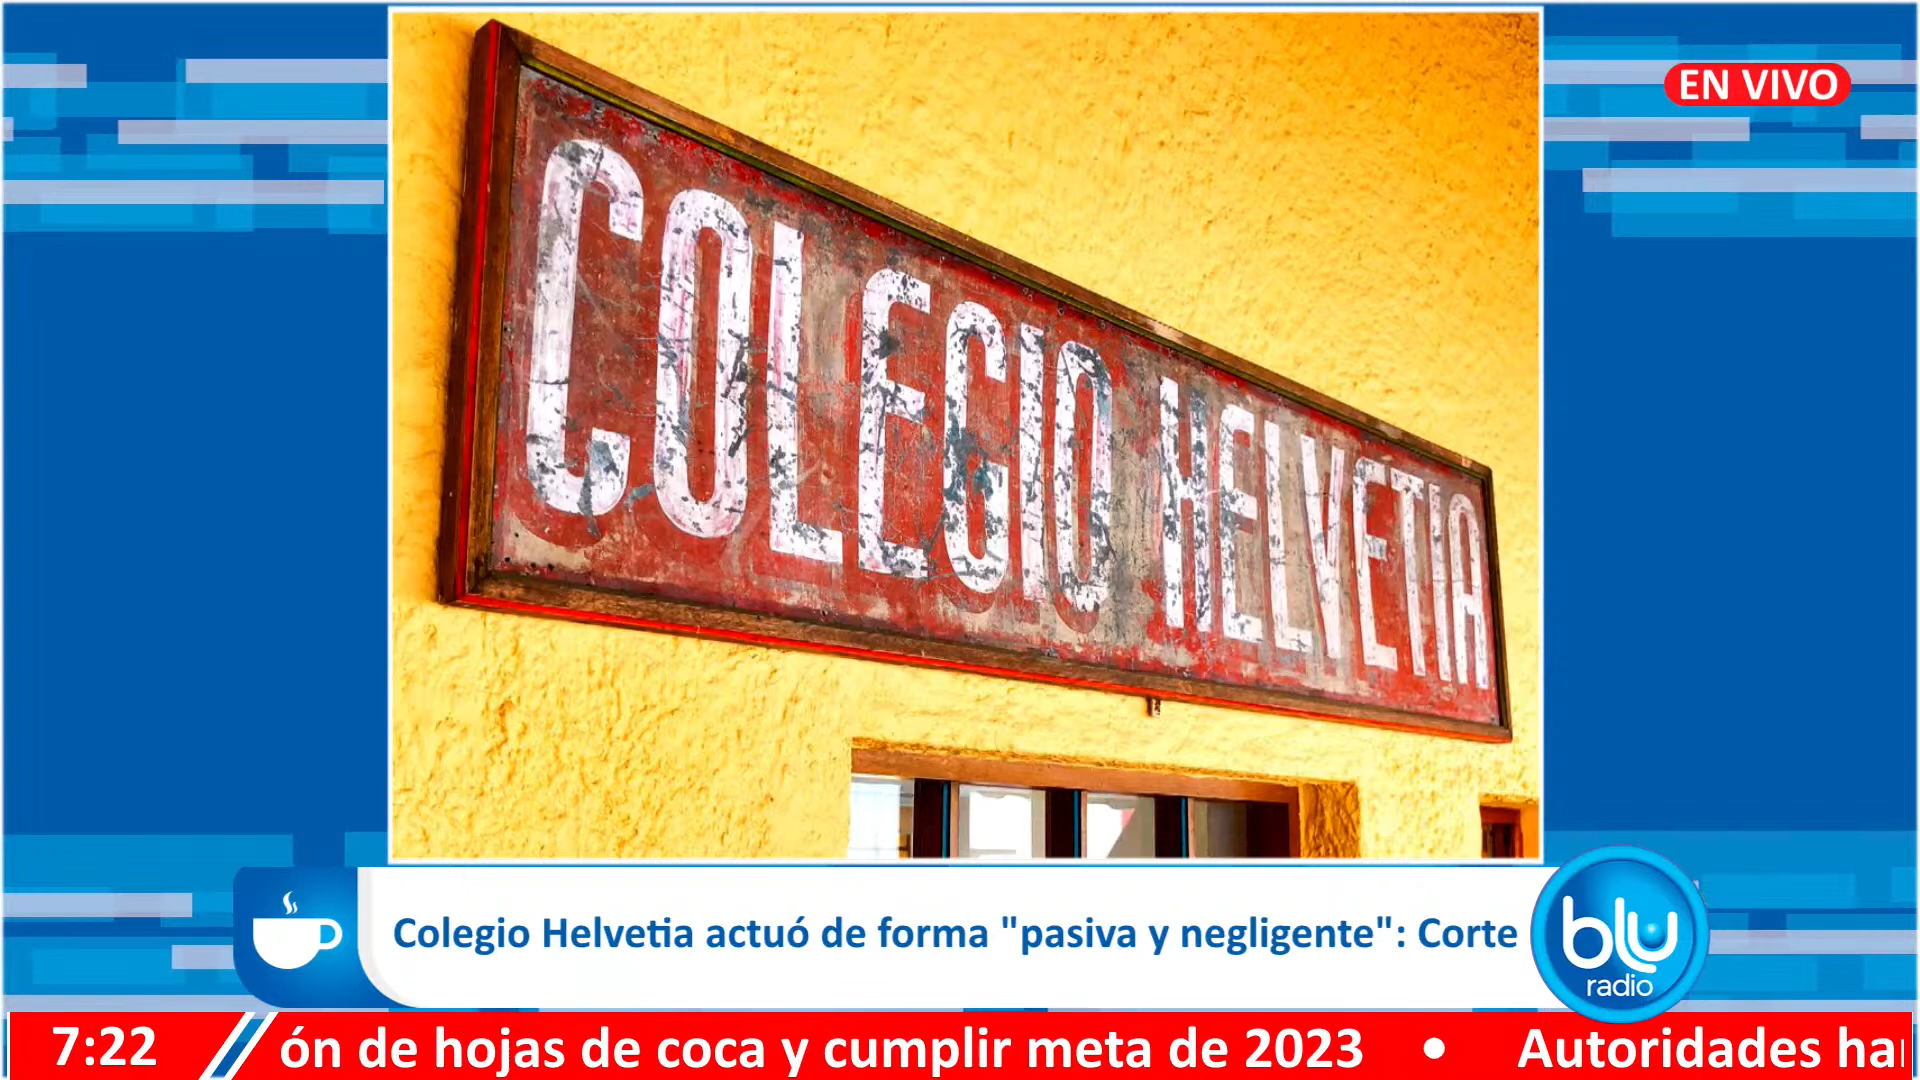 EN VIVO
COLEGIO HELVETIA
Colegio Helvetia actuó de forma "pasiva y negligente": Corte
blu
radio
7:22
ón de hojas de coca y cumplir meta de 2023 • Autoridades